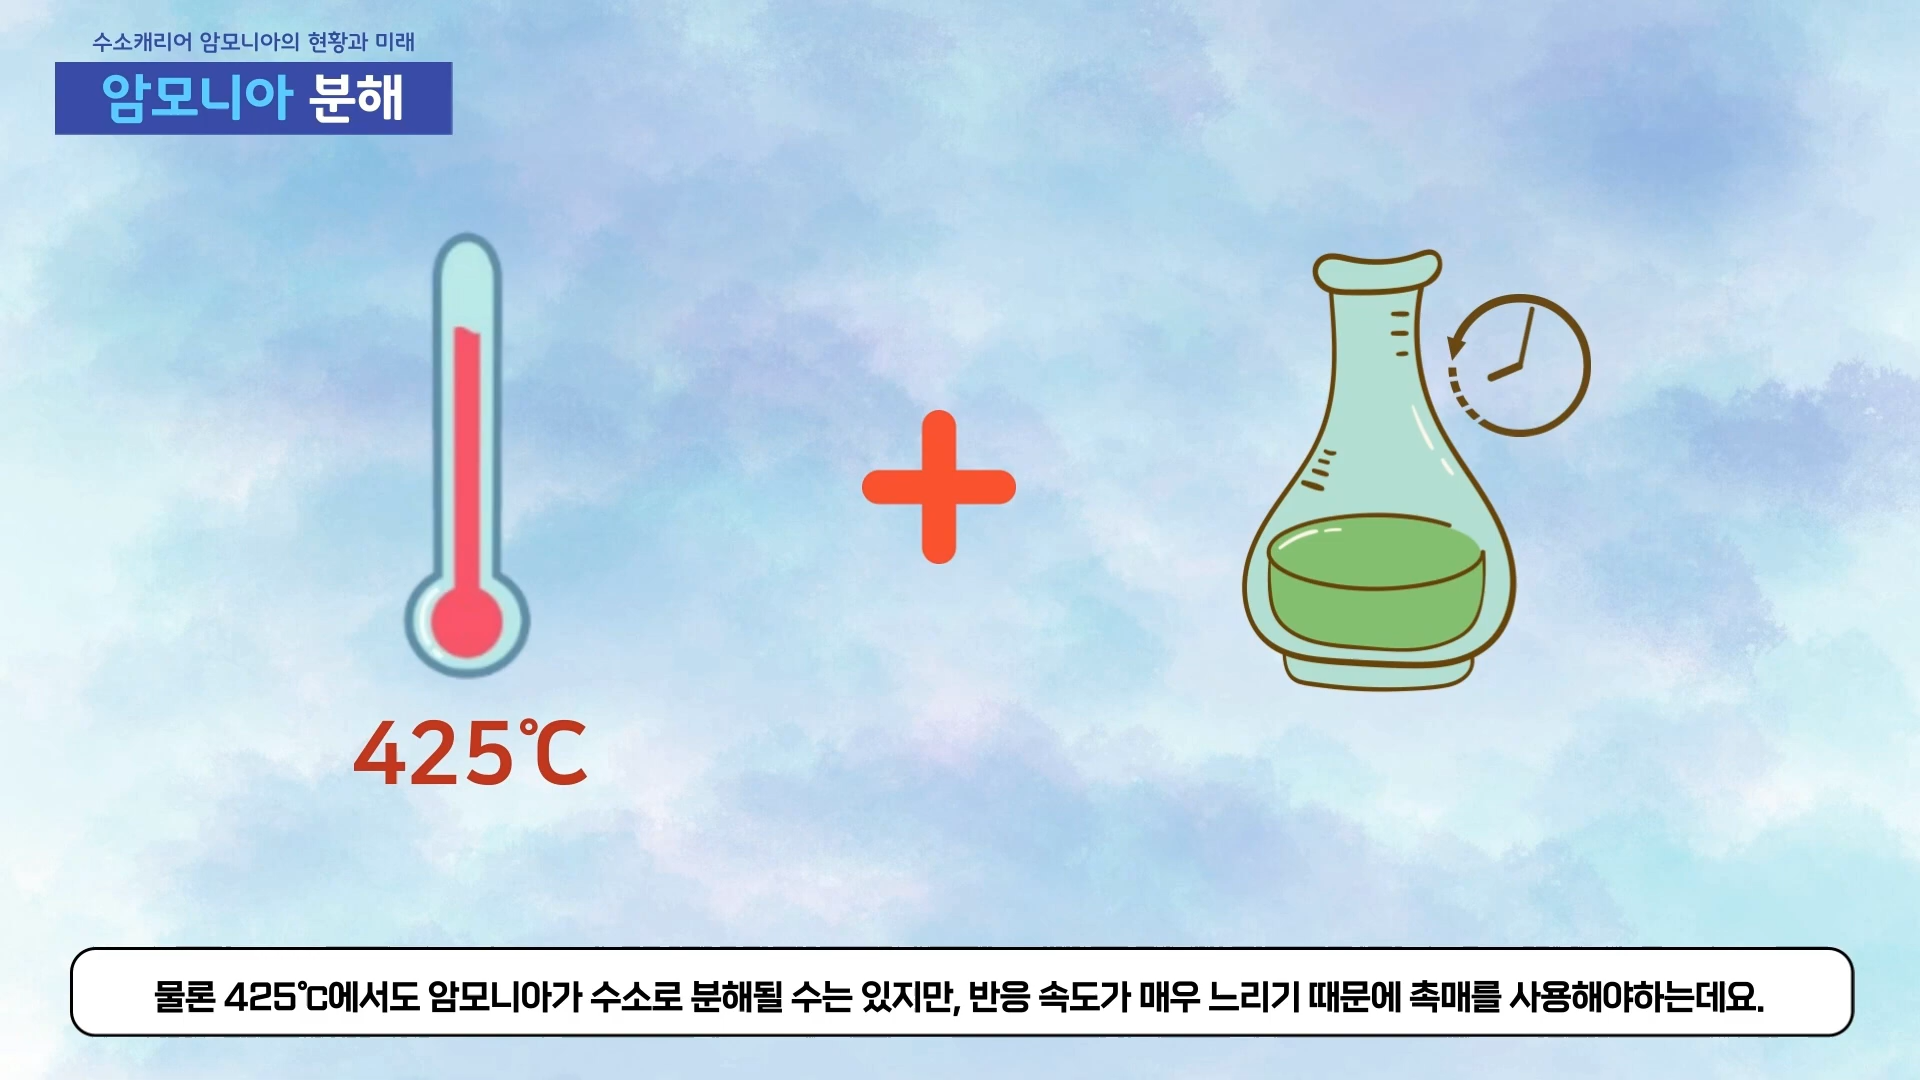 수소캐리어 암모니아의 현황과 미래
암모니아 분해
425℃
물론 425℃에서도 암모니아가 수소로 분해될 수는 있지만, 반응 속도가 매우 느리기 때문에 촉매를 사용해야하는데요.